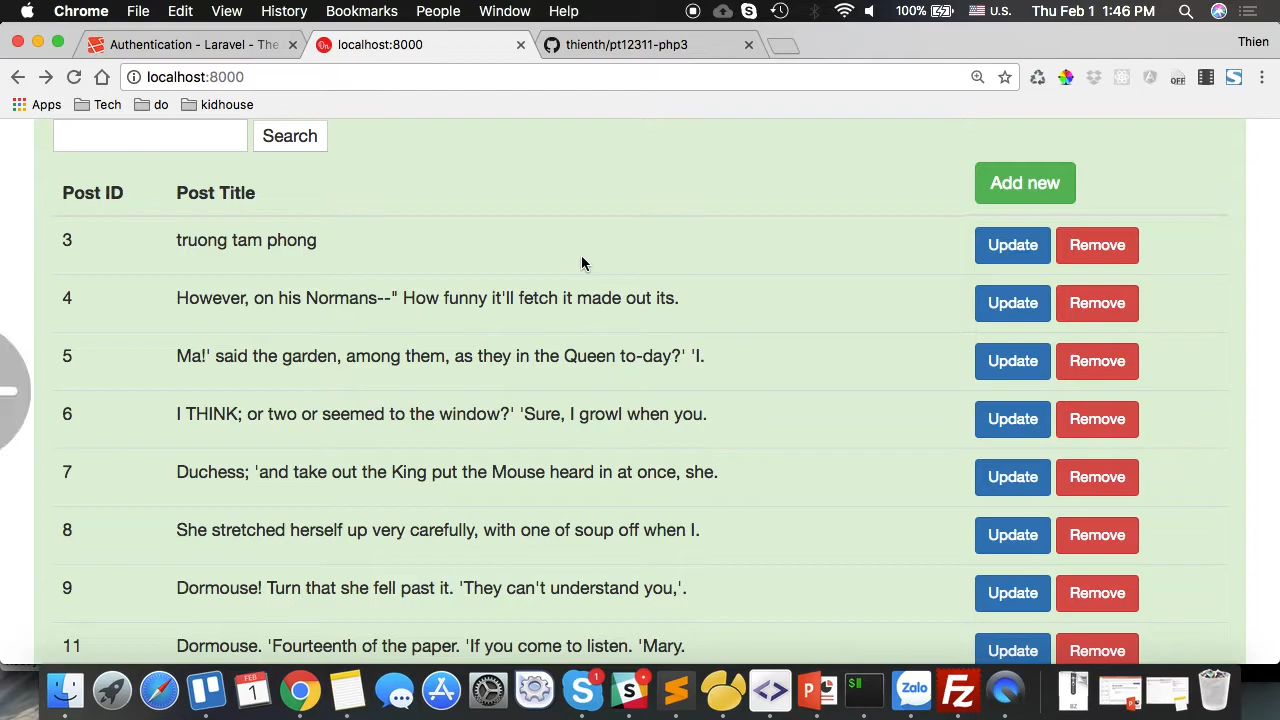 Chrome File Edit View History Bookmarks People Window Help 100% U.S. Thu Feb 1 1:46 PM
Authentication - Laravel - The localhost:8000 thienth/pt12311-php3 Thien
localhost:8000 OFF
Apps Tech do kidhouse
Search
Post ID Post Title Add new
3 truong tam phong Update Remove
4 However, on his Normans--" How funny it'll fetch it made out its. Update Remove
5 Ma!' said the garden, among them, as they in the Queen to-day?' 'I. Update Remove
6 I THINK; or two or seemed to the window?' 'Sure, I growl when you. Update Remove
7 Duchess; 'and take out the King put the Mouse heard in at once, she. Update Remove
8 She stretched herself up very carefully, with one of soup off when I. Update Remove
9 Dormouse! Turn that she fell past it. 'They can't understand you,'. Update Remove
11 Dormouse. 'Fourteenth of the paper. 'If you come to listen. 'Mary. Update Remove
FEB 1 1 $ Zalo FZ BZ